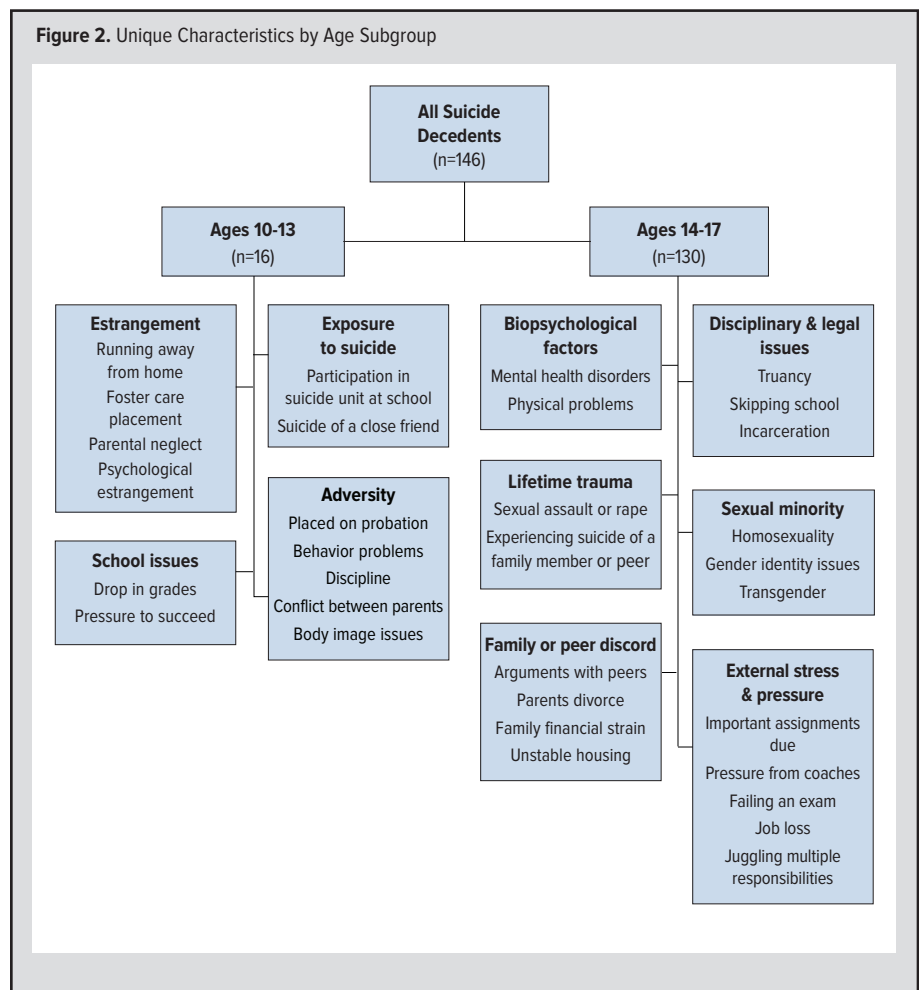 Figure 2. Unique Characteristics by Age Subgroup
All Suicide
Decedents
(n=146)
Ages 10-13
(n=16)
Ages 14-17
(n=130)
Estrangement
Running away
from home
Foster care
placement
Parental neglect
Psychological
estrangement
Exposure
to suicide
Participation in
suicide unit at school
Suicide of a close friend
School issues
Drop in grades
Pressure to succeed
Adversity
Placed on probation
Behavior problems
Discipline
Conflict between parents
Body image issues
Biopsychological
factors
Mental health disorders
Physical problems
Disciplinary & legal
issues
Truancy
Skipping school
Incarceration
Lifetime trauma
Sexual assault or rape
Experiencing suicide of a
family member or peer
Sexual minority
Homosexuality
Gender identity issues
Transgender
Family or peer discord
Arguments with peers
Parents divorce
Family financial strain
Unstable housing
External stress
& pressure
Important assignments
due
Pressure from coaches
Failing an exam
Job loss
Juggling multiple
responsibilities